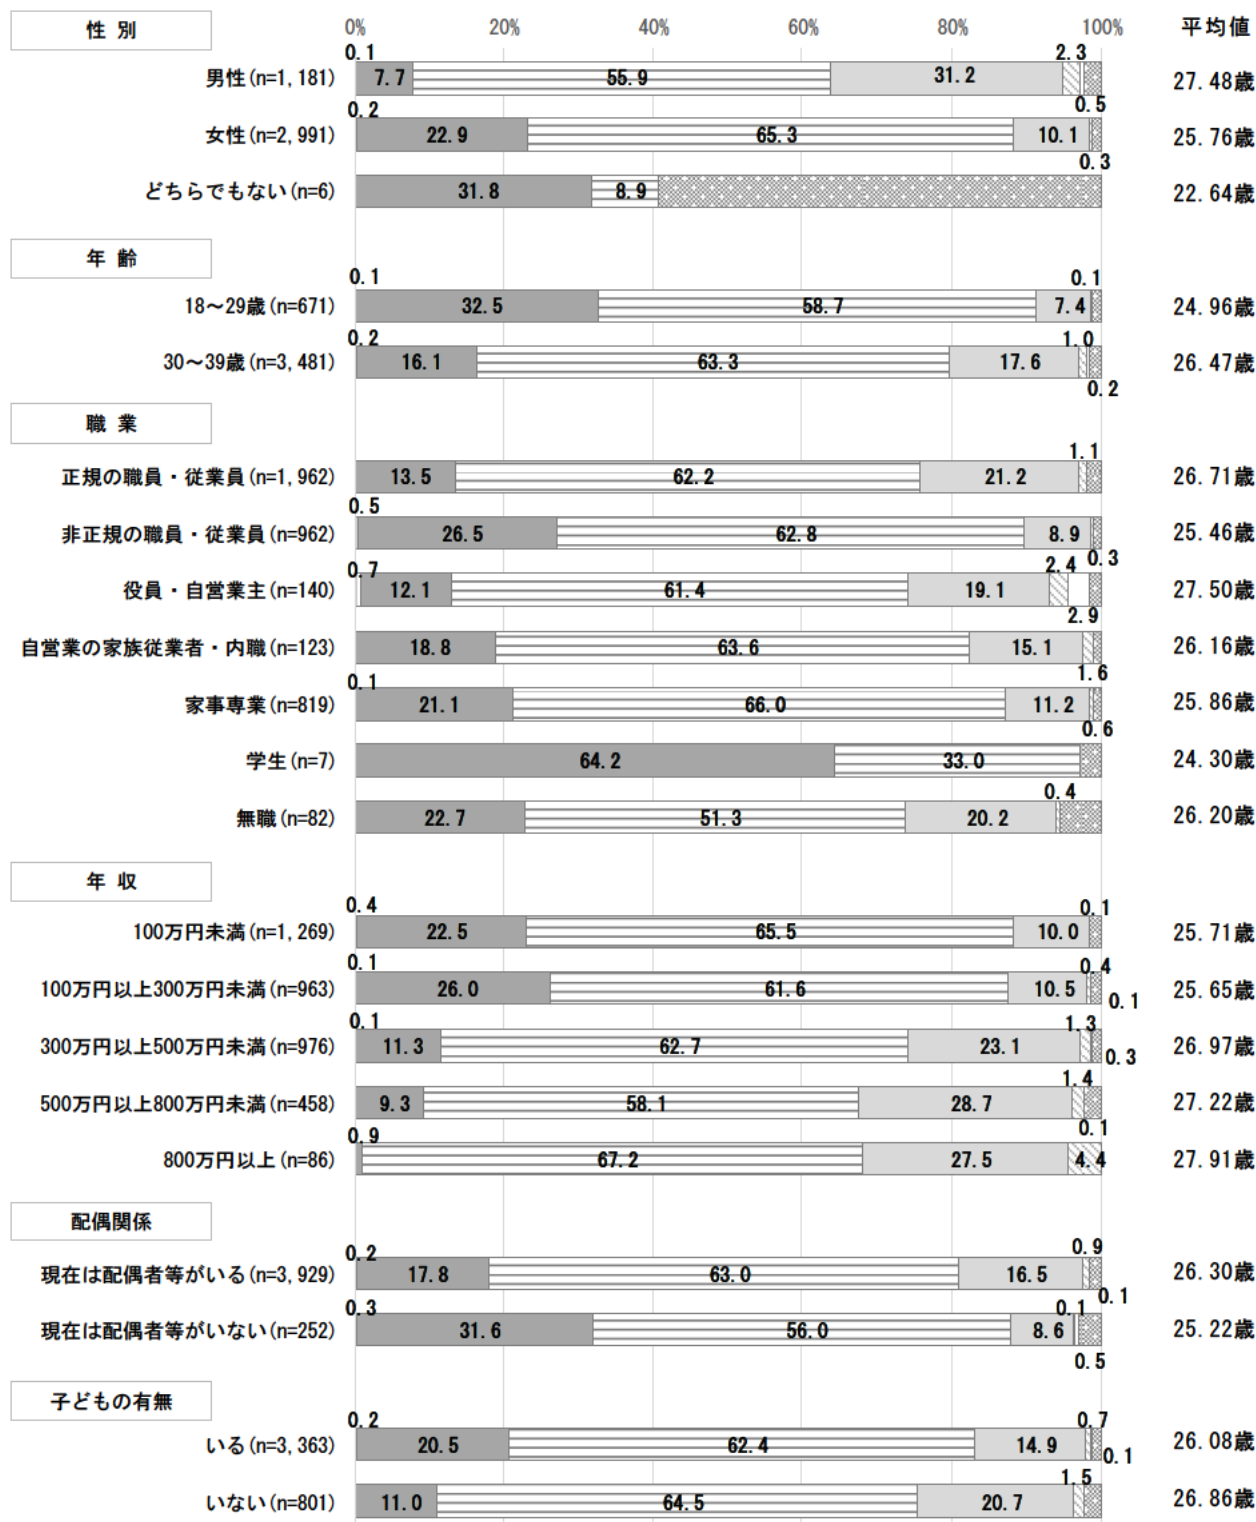 性 別 0% 20% 40% 60% 80% 100% 平均値
0.1 2.3
男性(n=1,181) 7.7 55.9 31.2 27.48歳
0.2 0.5
女性(n=2,991) 22.9 65.3 10.1 25.76歳
0.3
どちらでもない(n=6) 31.8 8.9 22.64歳
年 齢
0.1 0.1
18～29歳(n=671) 32.5 58.7 7.4 24.96歳
0.2 1.0
30～39歳(n=3,481) 16.1 63.3 17.6 26.47歳
0.2
職 業
1.1
正規の職員・従業員(n=1,962) 13.5 62.2 21.2 26.71歳
0.5
非正規の職員・従業員(n=962) 26.5 62.8 8.9 25.46歳
0.7 2.4 0.3
役員・自営業主(n=140) 12.1 61.4 19.1 27.50歳
2.9
自営業の家族従業者・内職(n=123) 18.8 63.6 15.1 26.16歳
0.1 1.6
家事専業(n=819) 21.1 66.0 11.2 25.86歳
0.6
学生(n=7) 64.2 33.0 24.30歳
0.4
無職(n=82) 22.7 51.3 20.2 26.20歳
年 収
0.4 0.1
100万円未満(n=1,269) 22.5 65.5 10.0 25.71歳
0.1 0.4
100万円以上300万円未満(n=963) 26.0 61.6 10.5 0.1 25.65歳
0.1 1.3
300万円以上500万円未満(n=976) 11.3 62.7 23.1 0.3 26.97歳
1.4
500万円以上800万円未満(n=458) 9.3 58.1 28.7 27.22歳
0.9 0.1
800万円以上(n=86) 67.2 27.5 4.4 27.91歳
配偶関係
0.2 0.9
現在は配偶者等がいる(n=3,929) 17.8 63.0 16.5 26.30歳
0.3 0.1 0.1
現在は配偶者等がいない(n=252) 31.6 56.0 8.6 25.22歳
0.5
子どもの有無
0.2 0.7
いる(n=3,363) 20.5 62.4 14.9 0.1 26.08歳
1.5
いない(n=801) 11.0 64.5 20.7 26.86歳